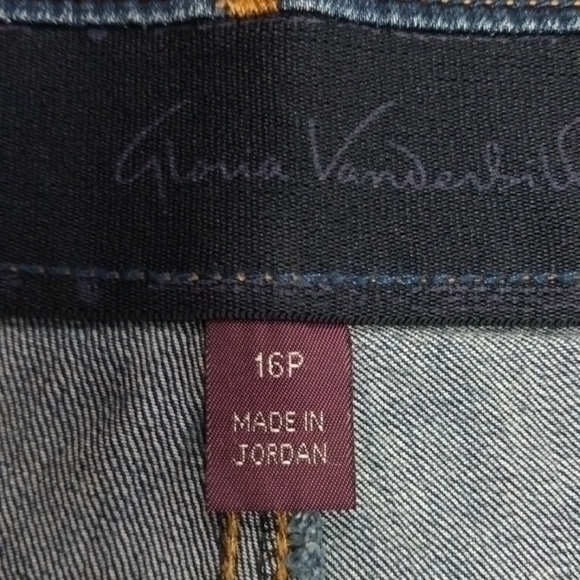 Gloria Vanderbilt
16P
MADE IN
JORDAN